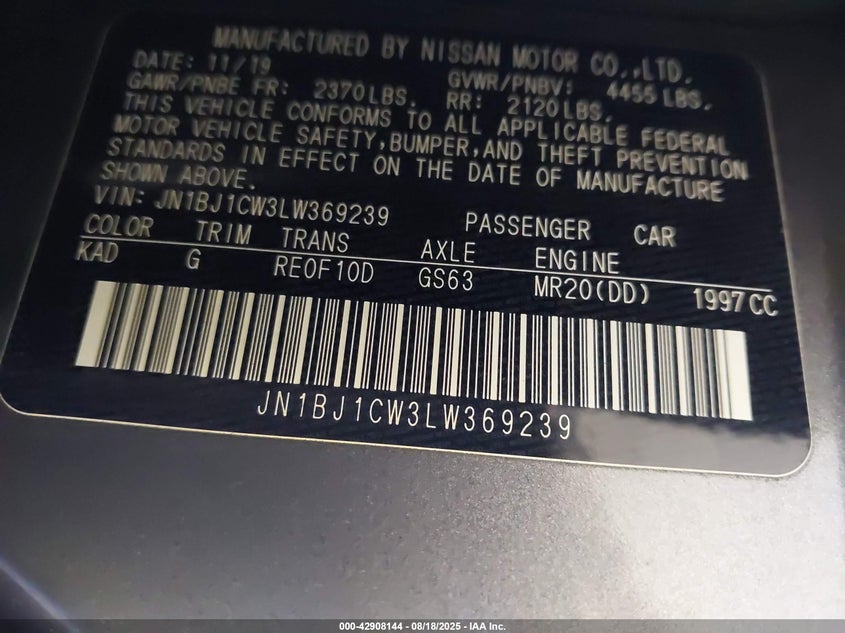 MANUFACTURED BY NISSAN MOTOR CO.,LTD.
DATE: 11/19 GVWR/PNBV: 4455 LBS.
GAWR/PNBE FR: 2370LBS. RR: 2120LBS.
THIS VEHICLE CONFORMS TO ALL APPLICABLE FEDERAL
MOTOR VEHICLE SAFETY,BUMPER,AND THEFT PREVENTION
STANDARDS IN EFFECT ON THE DATE OF MANUFACTURE
SHOWN ABOVE.
VIN: JN1BJ1CW3LW369239 PASSENGER CAR
COLOR TRIM TRANS AXLE ENGINE
KAD G RE0F10D GS63 MR20(DD) 1997CC
JN1BJ1CW3LW369239
000-42908144 — 08/18/2025 — IAA Inc.